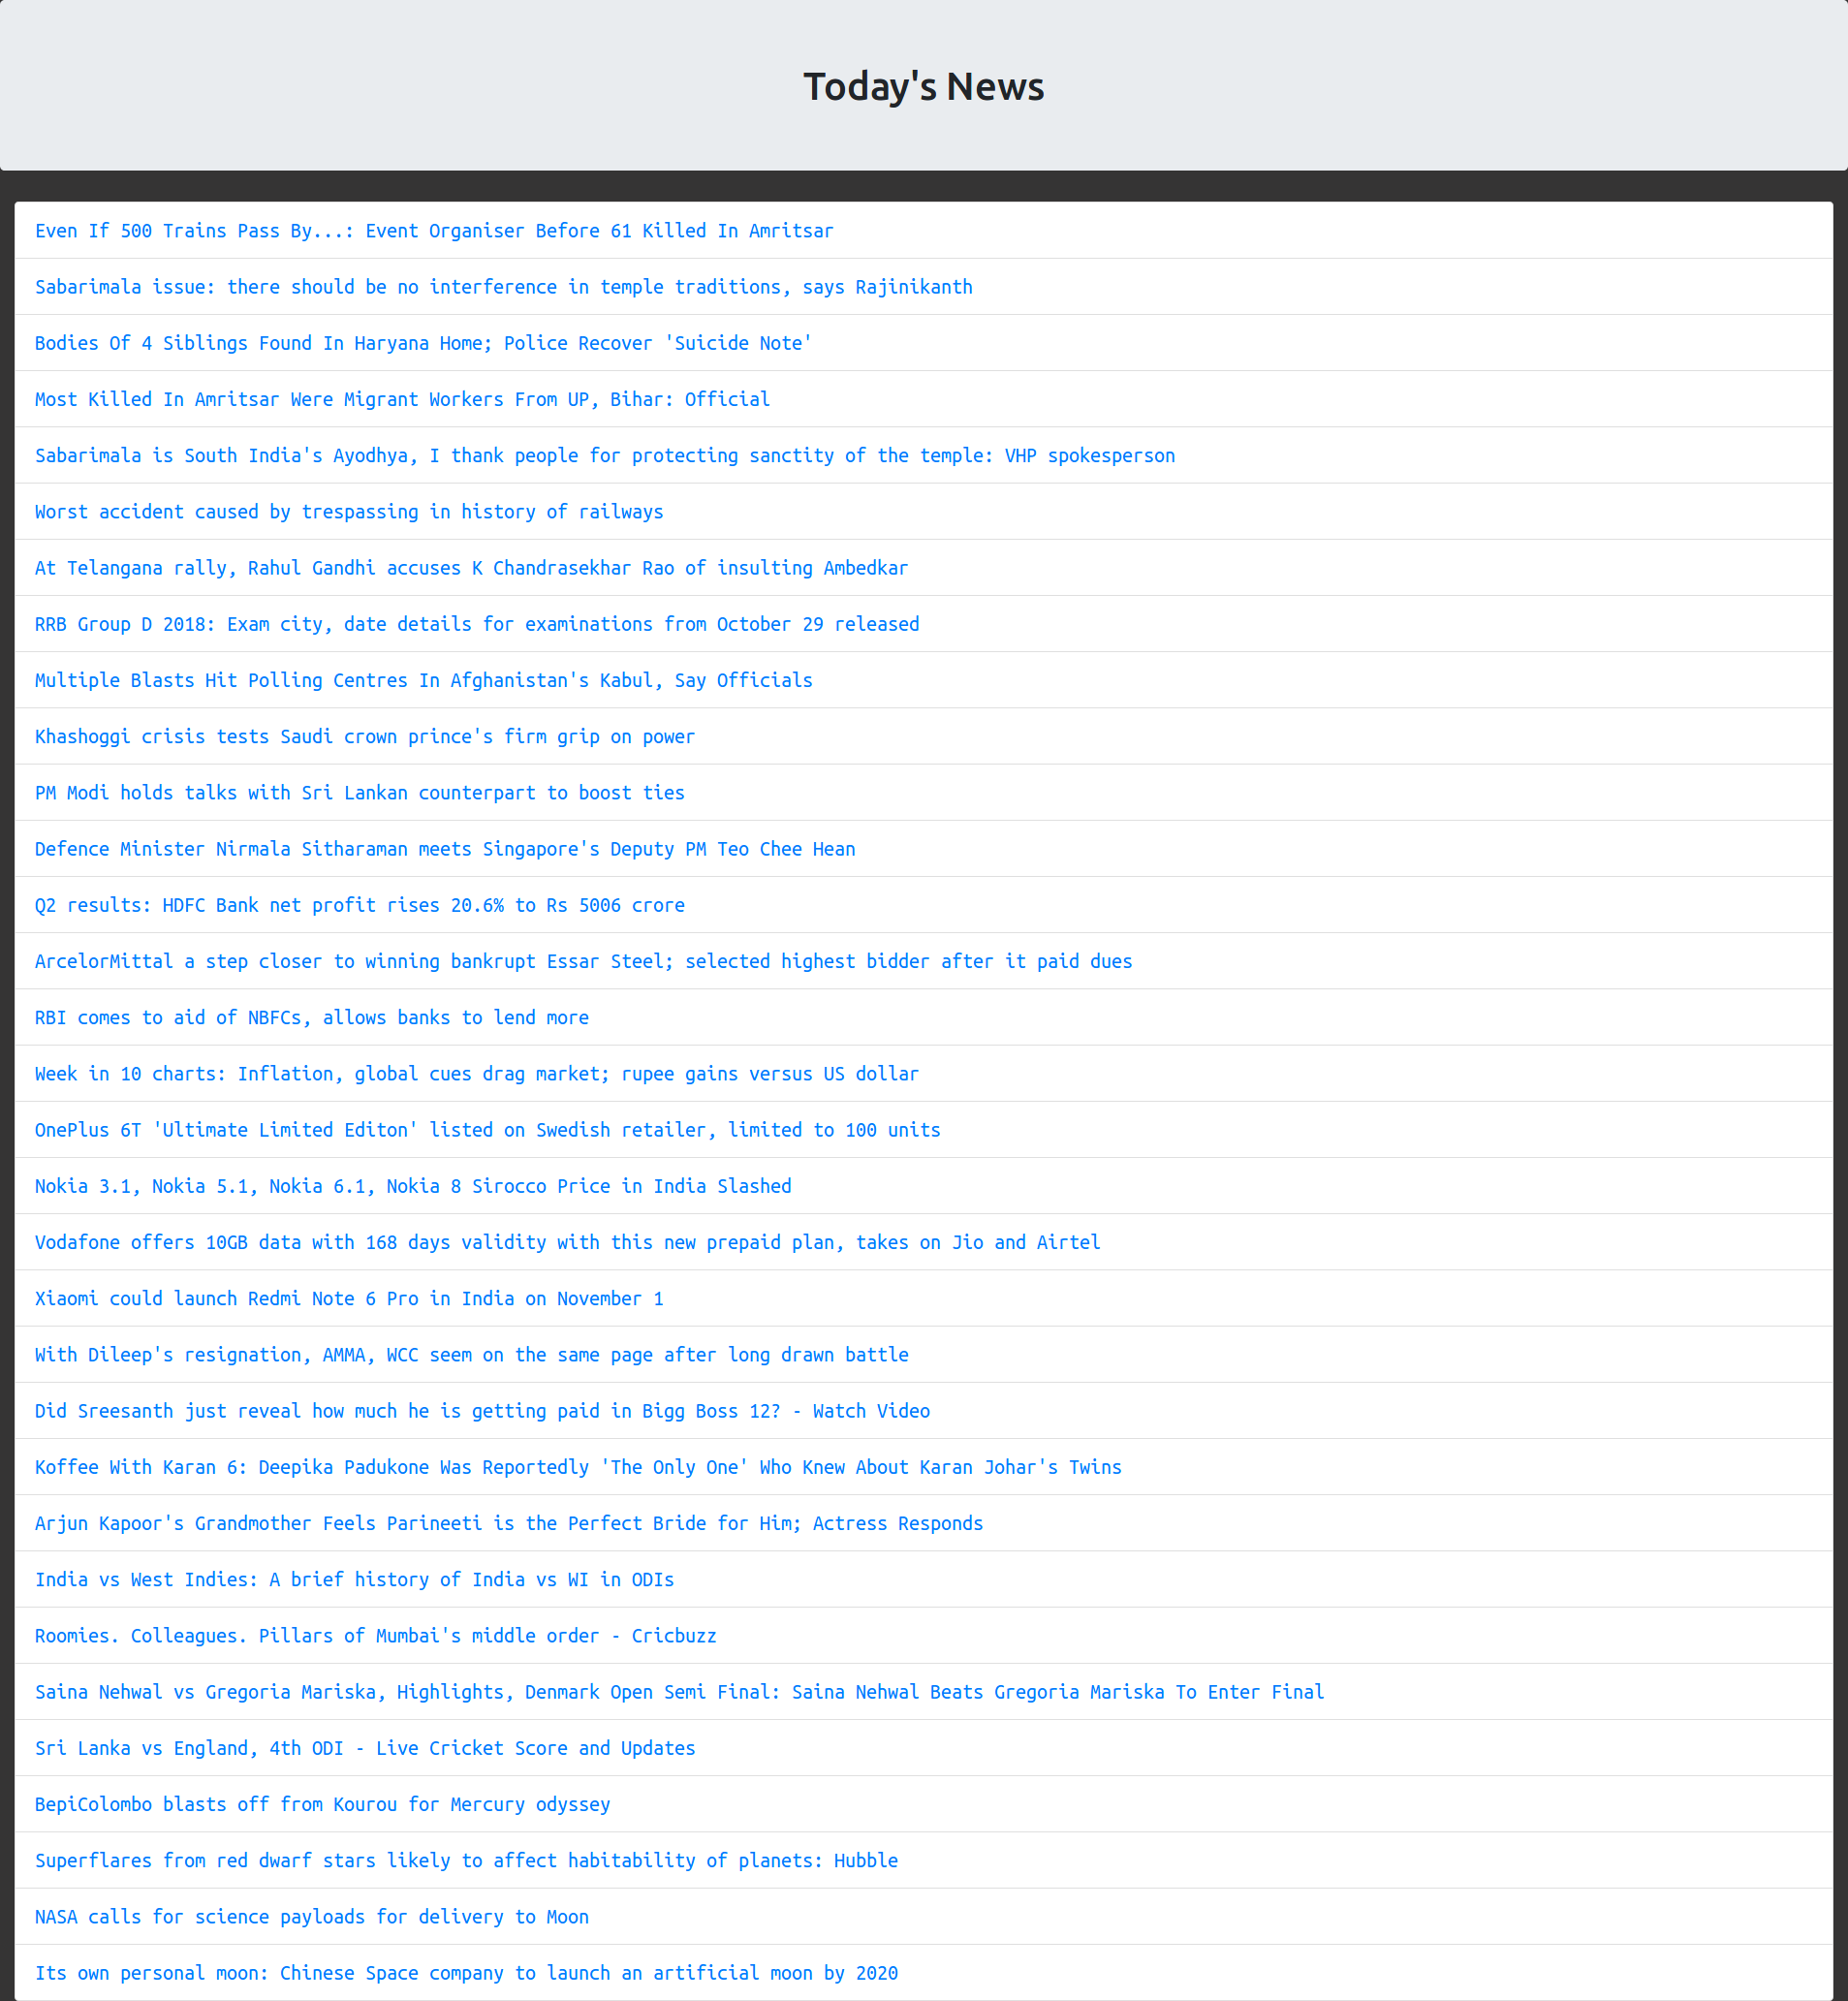 Today's News
Even If 500 Trains Pass By...: Event Organiser Before 61 Killed In Amritsar
Sabarimala issue: there should be no interference in temple traditions, says Rajinikanth
Bodies Of 4 Siblings Found In Haryana Home; Police Recover 'Suicide Note'
Most Killed In Amritsar Were Migrant Workers From UP, Bihar: Official
Sabarimala is South India's Ayodhya, I thank people for protecting sanctity of the temple: VHP spokesperson
Worst accident caused by trespassing in history of railways
At Telangana rally, Rahul Gandhi accuses K Chandrasekhar Rao of insulting Ambedkar
RRB Group D 2018: Exam city, date details for examinations from October 29 released
Multiple Blasts Hit Polling Centres In Afghanistan's Kabul, Say Officials
Khashoggi crisis tests Saudi crown prince's firm grip on power
PM Modi holds talks with Sri Lankan counterpart to boost ties
Defence Minister Nirmala Sitharaman meets Singapore's Deputy PM Teo Chee Hean
Q2 results: HDFC Bank net profit rises 20.6% to Rs 5006 crore
ArcelorMittal a step closer to winning bankrupt Essar Steel; selected highest bidder after it paid dues
RBI comes to aid of NBFCs, allows banks to lend more
Week in 10 charts: Inflation, global cues drag market; rupee gains versus US dollar
OnePlus 6T 'Ultimate Limited Editon' listed on Swedish retailer, limited to 100 units
Nokia 3.1, Nokia 5.1, Nokia 6.1, Nokia 8 Sirocco Price in India Slashed
Vodafone offers 10GB data with 168 days validity with this new prepaid plan, takes on Jio and Airtel
Xiaomi could launch Redmi Note 6 Pro in India on November 1
With Dileep's resignation, AMMA, WCC seem on the same page after long drawn battle
Did Sreesanth just reveal how much he is getting paid in Bigg Boss 12? - Watch Video
Koffee With Karan 6: Deepika Padukone Was Reportedly 'The Only One' Who Knew About Karan Johar's Twins
Arjun Kapoor's Grandmother Feels Parineeti is the Perfect Bride for Him; Actress Responds
India vs West Indies: A brief history of India vs WI in ODIs
Roomies. Colleagues. Pillars of Mumbai's middle order - Cricbuzz
Saina Nehwal vs Gregoria Mariska, Highlights, Denmark Open Semi Final: Saina Nehwal Beats Gregoria Mariska To Enter Final
Sri Lanka vs England, 4th ODI - Live Cricket Score and Updates
BepiColombo blasts off from Kourou for Mercury odyssey
Superflares from red dwarf stars likely to affect habitability of planets: Hubble
NASA calls for science payloads for delivery to Moon
Its own personal moon: Chinese Space company to launch an artificial moon by 2020